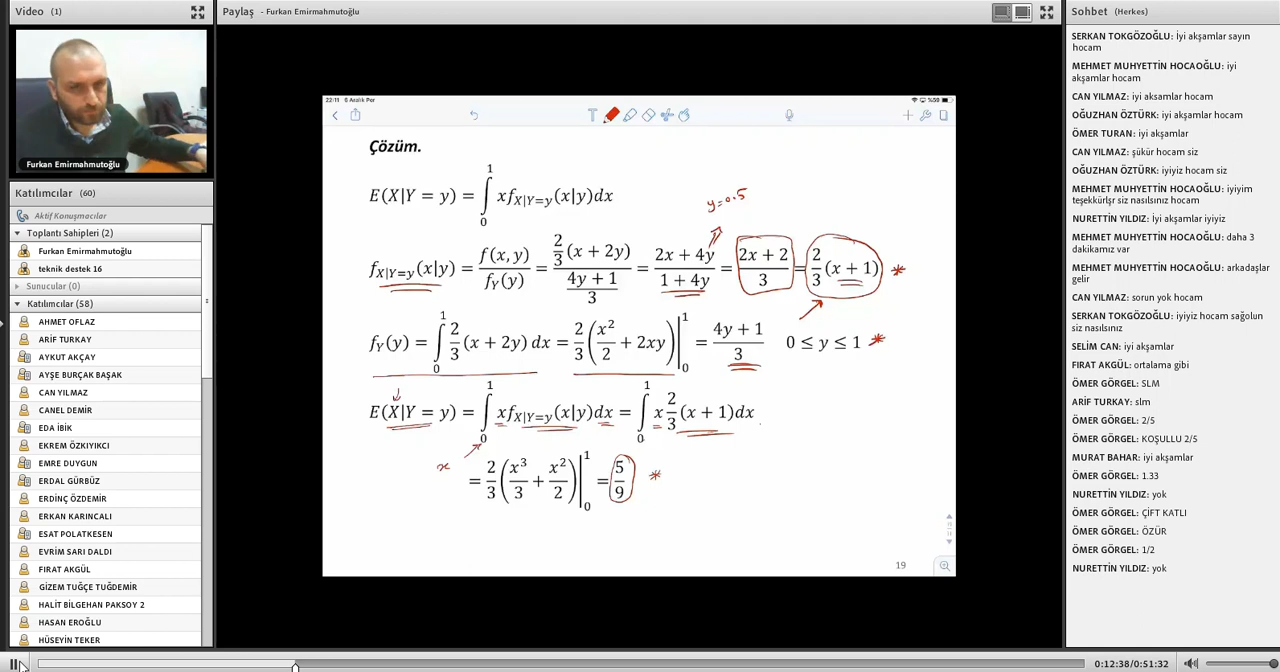 Video (1)
Furkan Emirmahmutoğlu
Katılımcılar (60)
Aktif Konuşmacılar
Toplantı Sahipleri (2)
Furkan Emirmahmutoğlu
teknik destek 16
Sunucular (0)
Katılımcılar (58)
AHMET OFLAZ
ARİF TURKAY
AYKUT AKÇAY
AYŞE BURÇAK BAŞAK
CAN YILMAZ
CANEL DEMİR
EDA İBİK
EKREM ÖZKIYIKCI
EMRE DUYGUN
ERDAL GÜRBÜZ
ERDİNÇ ÖZDEMİR
ERKAN KARINCALI
ESAT POLATKESEN
EVRİM SARI DALDI
FIRAT AKGÜL
GİZEM TUĞÇE TUĞDEMİR
HALİT BİLGEHAN PAKSOY 2
HASAN EROĞLU
HÜSEYİN TEKER
Paylaş - Furkan Emirmahmutoğlu
22:11 6 Aralık Per %59
Çözüm.
E(X|Y = y) = ∫₀¹ x f_{X|Y=y}(x|y)dx
y=0.5
f_{X|Y=y}(x|y) = f(x, y)/f_Y(y) = (2/3 (x + 2y))/((4y + 1)/3) = (2x + 4y)/(1 + 4y) = (2x + 2)/3 = 2/3 (x + 1) *
f_Y(y) = ∫₀¹ 2/3 (x + 2y) dx = 2/3 (x²/2 + 2xy)|₀¹ = (4y + 1)/3 0 ≤ y ≤ 1 *
E(X|Y = y) = ∫₀¹ x f_{X|Y=y}(x|y)dx = ∫₀¹ x 2/3 (x + 1)dx
x
= 2/3 (x³/3 + x²/2)|₀¹ = 5/9 *
19
Sohbet (Herkes)
SERKAN TOKGÖZOĞLU: İyi akşamlar sayın
hocam
MEHMET MUHYETTİN HOCAOĞLU: iyi
akşamlar hocam
CAN YILMAZ: iyi aksamlar hocam
OĞUZHAN ÖZTÜRK: iyi akşamlar hocam
ÖMER TURAN: iyi akşamlar
CAN YILMAZ: şükür hocam siz
OĞUZHAN ÖZTÜRK: iyiyiz hocam siz
MEHMET MUHYETTİN HOCAOĞLU: iyiyim
teşekkürlşr siz nasılsınız hocam
NURETTİN YILDIZ: İyi akşamlar iyiyiz
MEHMET MUHYETTİN HOCAOĞLU: daha 3
dakikamız var
MEHMET MUHYETTİN HOCAOĞLU: arkadaşlar
gelir
CAN YILMAZ: sorun yok hocam
SERKAN TOKGÖZOĞLU: iyiyiz hocam sağolun
siz nasılsınız
SELİM CAN: iyi akşamlar
FIRAT AKGÜL: ortalama gibi
ÖMER GÖRGEL: SLM
ARİF TURKAY: slm
ÖMER GÖRGEL: 2/5
ÖMER GÖRGEL: KOŞULLU 2/5
MURAT BAHAR: iyi akşamlar
ÖMER GÖRGEL: 1.33
NURETTİN YILDIZ: yok
ÖMER GÖRGEL: ÇİFT KATLI
ÖMER GÖRGEL: ÖZÜR
ÖMER GÖRGEL: 1/2
NURETTİN YILDIZ: yok
0:12:38/0:51:32